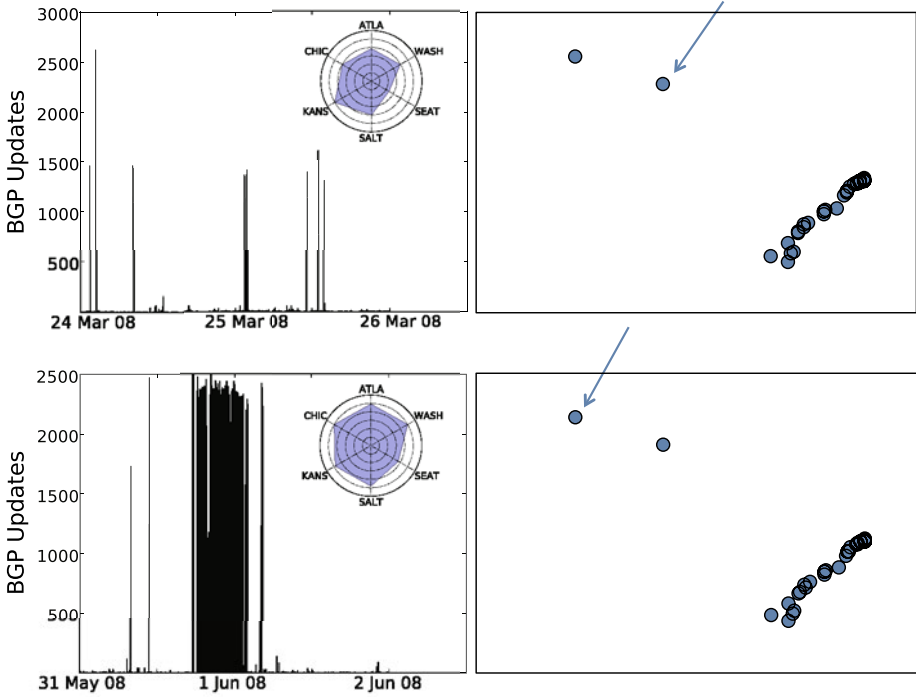 3000
2500
2000
1500
1000
500
BGP Updates
24 Mar 08
25 Mar 08
26 Mar 08
ATLA
WASH
SEAT
SALT
KANS
CHIC
2500
2000
1500
1000
500
BGP Updates
31 May 08
1 Jun 08
2 Jun 08
ATLA
WASH
SEAT
SALT
KANS
CHIC